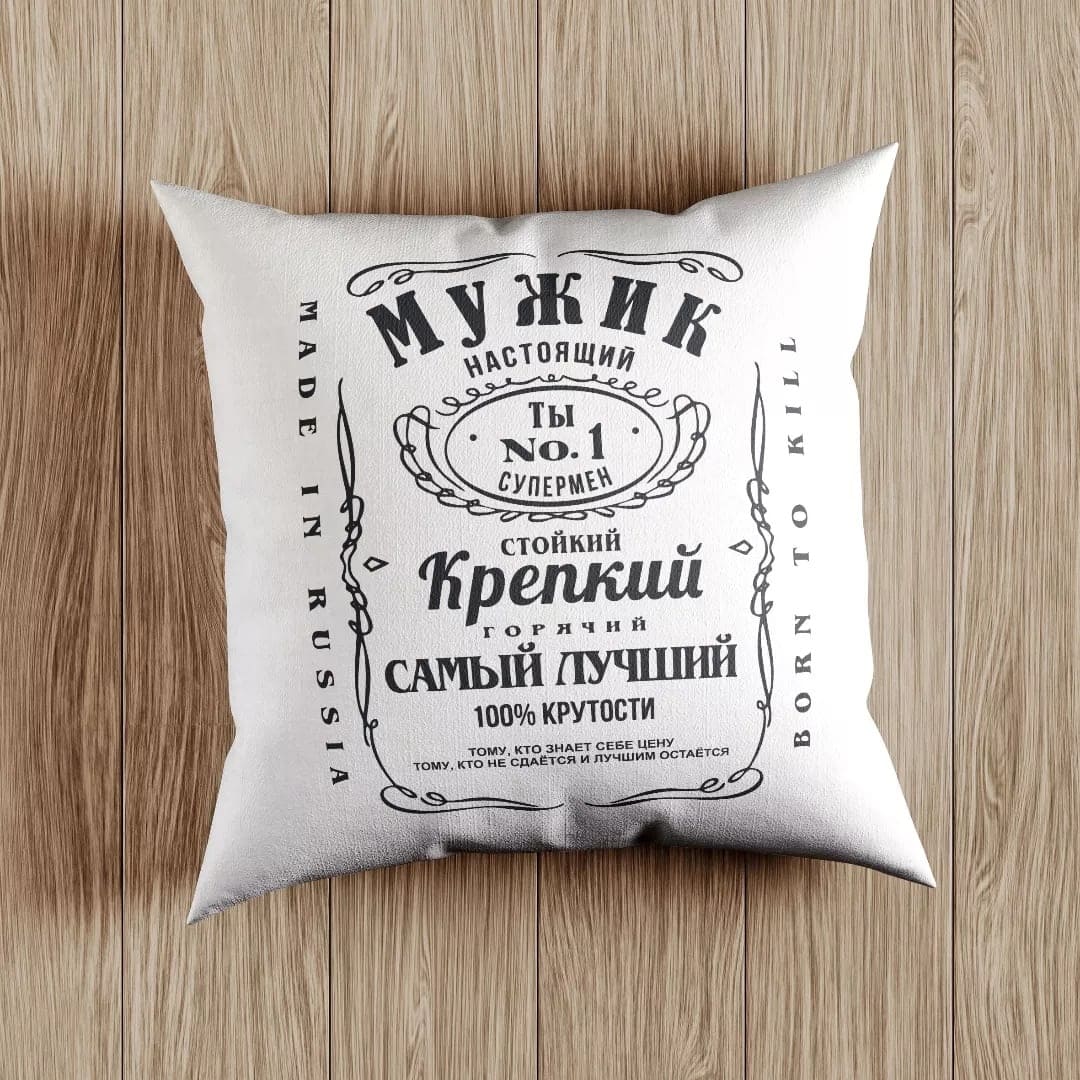 МУЖИК
НАСТОЯЩИЙ
ТЫ
No. 1
СУПЕРМЕН
СТОЙКИЙ
Крепкий
ГОРЯЧИЙ
САМЫЙ ЛУЧШИЙ
100% КРУТОСТИ
ТОМУ, КТО ЗНАЕТ СЕБЕ ЦЕНУ
ТОМУ, КТО НЕ СДАЁТСЯ И ЛУЧШИМ ОСТАЁТСЯ
MADE IN RUSSIA
BORN TO KILL